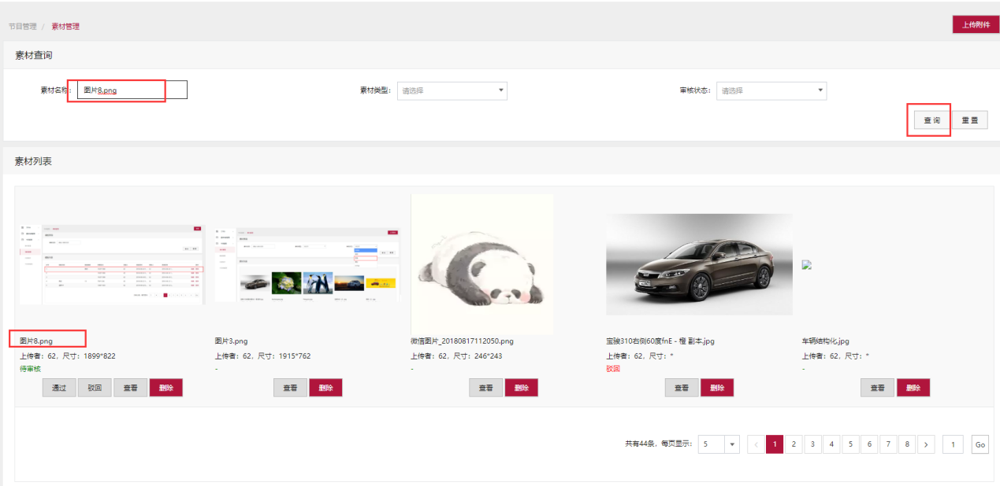 节目管理 / 素材管理
上传附件
素材查询
素材名称: 图片8.png
素材类型: 请选择
审核状态: 请选择
查 询 重 置
素材列表
图片8.png
上传者: 62, 尺寸: 1899*822
待审核
通过 驳回 查看 删除
图片3.png
上传者: 62, 尺寸: 1915*762
-
查看 删除
微信图片_20180817112050.png
上传者: 62, 尺寸: 246*243
-
查看 删除
宝骏310右侧60度fnE - 橙 副本.jpg
上传者: 62, 尺寸: *
驳回
查看 删除
车辆结构化.jpg
上传者: 62, 尺寸: *
-
查看 删除
共有44条, 每页显示: 5 < 1 2 3 4 5 6 7 8 > 1 Go